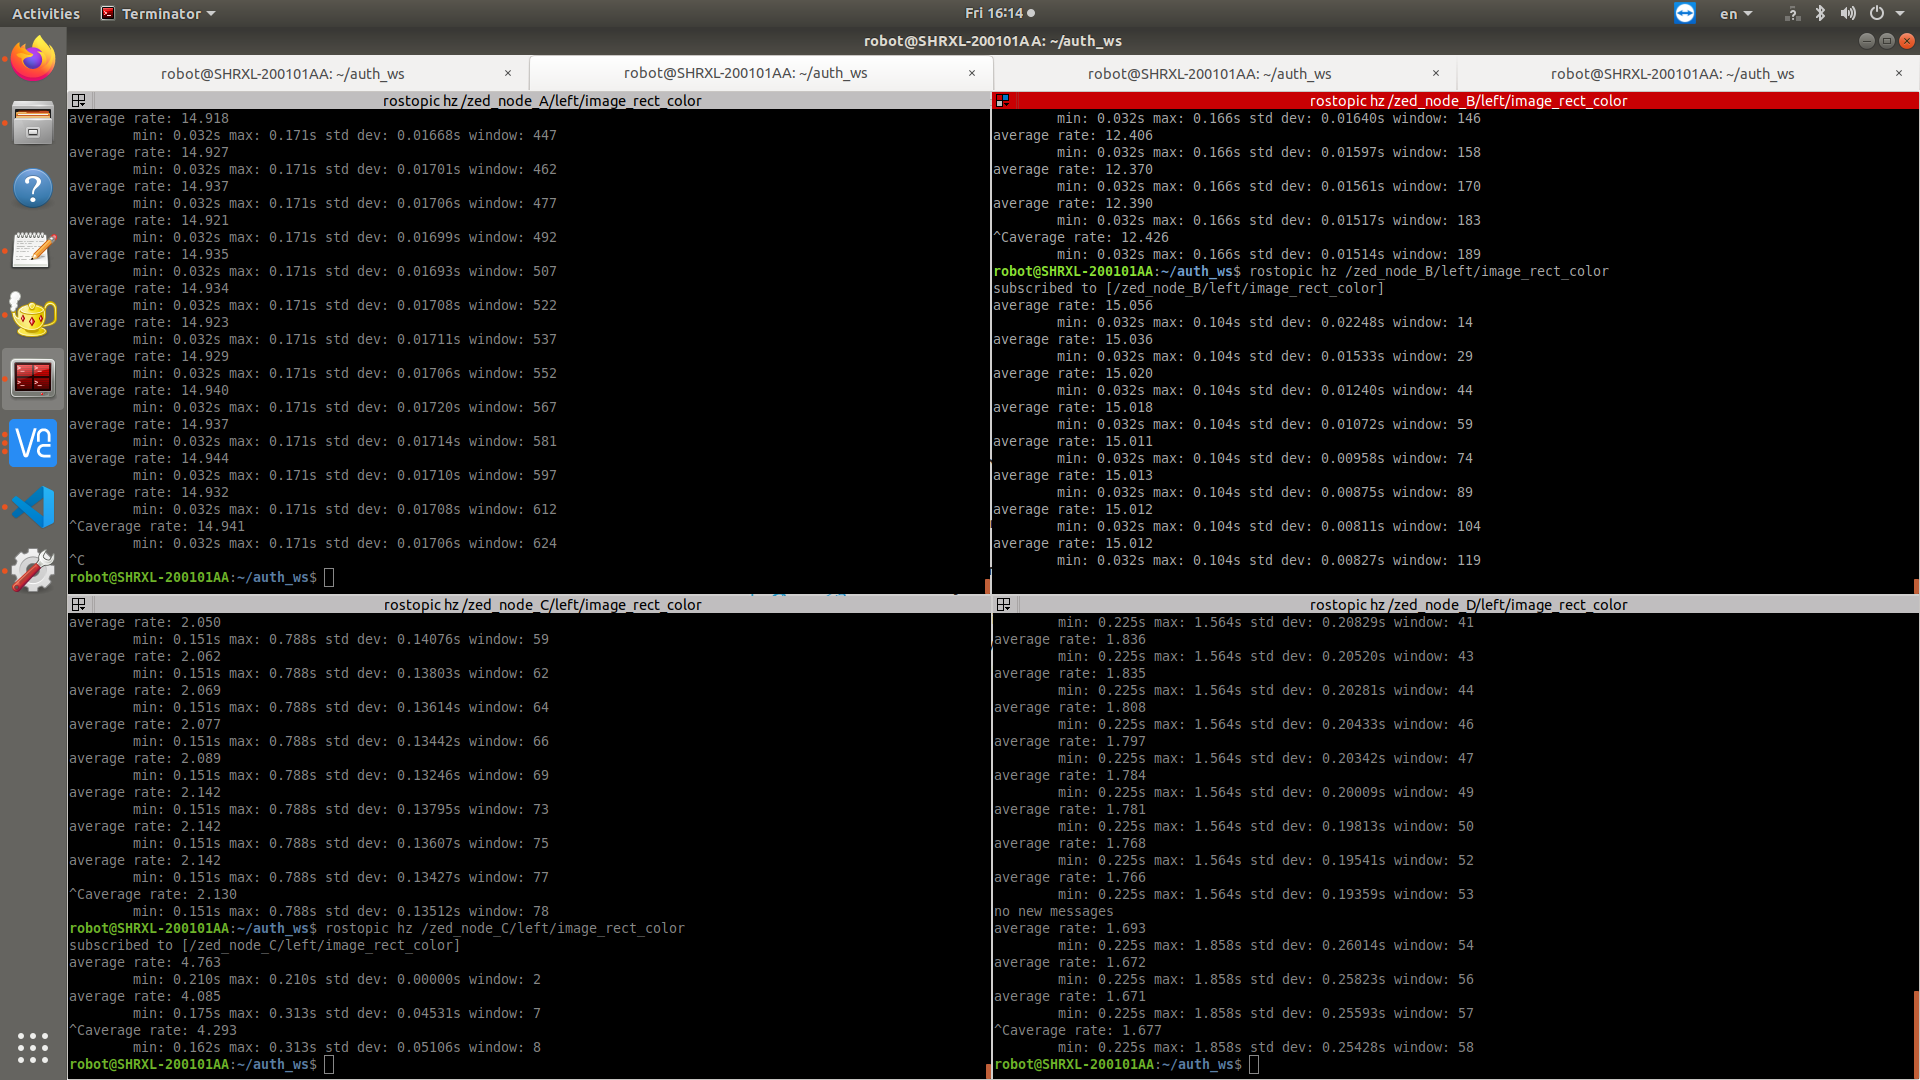 Activities
Terminator
Fri 16:14
en
robot@SHRXL-200101AA: ~/auth_ws
robot@SHRXL-200101AA: ~/auth_ws ×
robot@SHRXL-200101AA: ~/auth_ws ×
robot@SHRXL-200101AA: ~/auth_ws ×
robot@SHRXL-200101AA: ~/auth_ws ×
rostopic hz /zed_node_A/left/image_rect_color
average rate: 14.918
min: 0.032s max: 0.171s std dev: 0.01668s window: 447
average rate: 14.927
min: 0.032s max: 0.171s std dev: 0.01701s window: 462
average rate: 14.937
min: 0.032s max: 0.171s std dev: 0.01706s window: 477
average rate: 14.921
min: 0.032s max: 0.171s std dev: 0.01699s window: 492
average rate: 14.935
min: 0.032s max: 0.171s std dev: 0.01693s window: 507
average rate: 14.934
min: 0.032s max: 0.171s std dev: 0.01708s window: 522
average rate: 14.923
min: 0.032s max: 0.171s std dev: 0.01711s window: 537
average rate: 14.929
min: 0.032s max: 0.171s std dev: 0.01706s window: 552
average rate: 14.940
min: 0.032s max: 0.171s std dev: 0.01720s window: 567
average rate: 14.937
min: 0.032s max: 0.171s std dev: 0.01714s window: 581
average rate: 14.944
min: 0.032s max: 0.171s std dev: 0.01710s window: 597
average rate: 14.932
min: 0.032s max: 0.171s std dev: 0.01708s window: 612
^Caverage rate: 14.941
min: 0.032s max: 0.171s std dev: 0.01706s window: 624
^C
robot@SHRXL-200101AA:~/auth_ws$
rostopic hz /zed_node_B/left/image_rect_color
min: 0.032s max: 0.166s std dev: 0.01640s window: 146
average rate: 12.406
min: 0.032s max: 0.166s std dev: 0.01597s window: 158
average rate: 12.370
min: 0.032s max: 0.166s std dev: 0.01561s window: 170
average rate: 12.390
min: 0.032s max: 0.166s std dev: 0.01517s window: 183
^Caverage rate: 12.426
min: 0.032s max: 0.166s std dev: 0.01514s window: 189
robot@SHRXL-200101AA:~/auth_ws$ rostopic hz /zed_node_B/left/image_rect_color
subscribed to [/zed_node_B/left/image_rect_color]
average rate: 15.056
min: 0.032s max: 0.104s std dev: 0.02248s window: 14
average rate: 15.036
min: 0.032s max: 0.104s std dev: 0.01533s window: 29
average rate: 15.020
min: 0.032s max: 0.104s std dev: 0.01240s window: 44
average rate: 15.018
min: 0.032s max: 0.104s std dev: 0.01072s window: 59
average rate: 15.011
min: 0.032s max: 0.104s std dev: 0.00958s window: 74
average rate: 15.013
min: 0.032s max: 0.104s std dev: 0.00875s window: 89
average rate: 15.012
min: 0.032s max: 0.104s std dev: 0.00811s window: 104
average rate: 15.012
min: 0.032s max: 0.104s std dev: 0.00827s window: 119
rostopic hz /zed_node_C/left/image_rect_color
average rate: 2.050
min: 0.151s max: 0.788s std dev: 0.14076s window: 59
average rate: 2.062
min: 0.151s max: 0.788s std dev: 0.13803s window: 62
average rate: 2.069
min: 0.151s max: 0.788s std dev: 0.13614s window: 64
average rate: 2.077
min: 0.151s max: 0.788s std dev: 0.13442s window: 66
average rate: 2.089
min: 0.151s max: 0.788s std dev: 0.13246s window: 69
average rate: 2.142
min: 0.151s max: 0.788s std dev: 0.13795s window: 73
average rate: 2.142
min: 0.151s max: 0.788s std dev: 0.13607s window: 75
average rate: 2.142
min: 0.151s max: 0.788s std dev: 0.13427s window: 77
^Caverage rate: 2.130
min: 0.151s max: 0.788s std dev: 0.13512s window: 78
robot@SHRXL-200101AA:~/auth_ws$ rostopic hz /zed_node_C/left/image_rect_color
subscribed to [/zed_node_C/left/image_rect_color]
average rate: 4.763
min: 0.210s max: 0.210s std dev: 0.00000s window: 2
average rate: 4.085
min: 0.175s max: 0.313s std dev: 0.04531s window: 7
^Caverage rate: 4.293
min: 0.162s max: 0.313s std dev: 0.05106s window: 8
robot@SHRXL-200101AA:~/auth_ws$
rostopic hz /zed_node_D/left/image_rect_color
min: 0.225s max: 1.564s std dev: 0.20829s window: 41
average rate: 1.836
min: 0.225s max: 1.564s std dev: 0.20520s window: 43
average rate: 1.835
min: 0.225s max: 1.564s std dev: 0.20281s window: 44
average rate: 1.808
min: 0.225s max: 1.564s std dev: 0.20433s window: 46
average rate: 1.797
min: 0.225s max: 1.564s std dev: 0.20342s window: 47
average rate: 1.784
min: 0.225s max: 1.564s std dev: 0.20009s window: 49
average rate: 1.781
min: 0.225s max: 1.564s std dev: 0.19813s window: 50
average rate: 1.768
min: 0.225s max: 1.564s std dev: 0.19541s window: 52
average rate: 1.766
min: 0.225s max: 1.564s std dev: 0.19359s window: 53
no new messages
average rate: 1.693
min: 0.225s max: 1.858s std dev: 0.26014s window: 54
average rate: 1.672
min: 0.225s max: 1.858s std dev: 0.25823s window: 56
average rate: 1.671
min: 0.225s max: 1.858s std dev: 0.25593s window: 57
^Caverage rate: 1.677
min: 0.225s max: 1.858s std dev: 0.25428s window: 58
robot@SHRXL-200101AA:~/auth_ws$